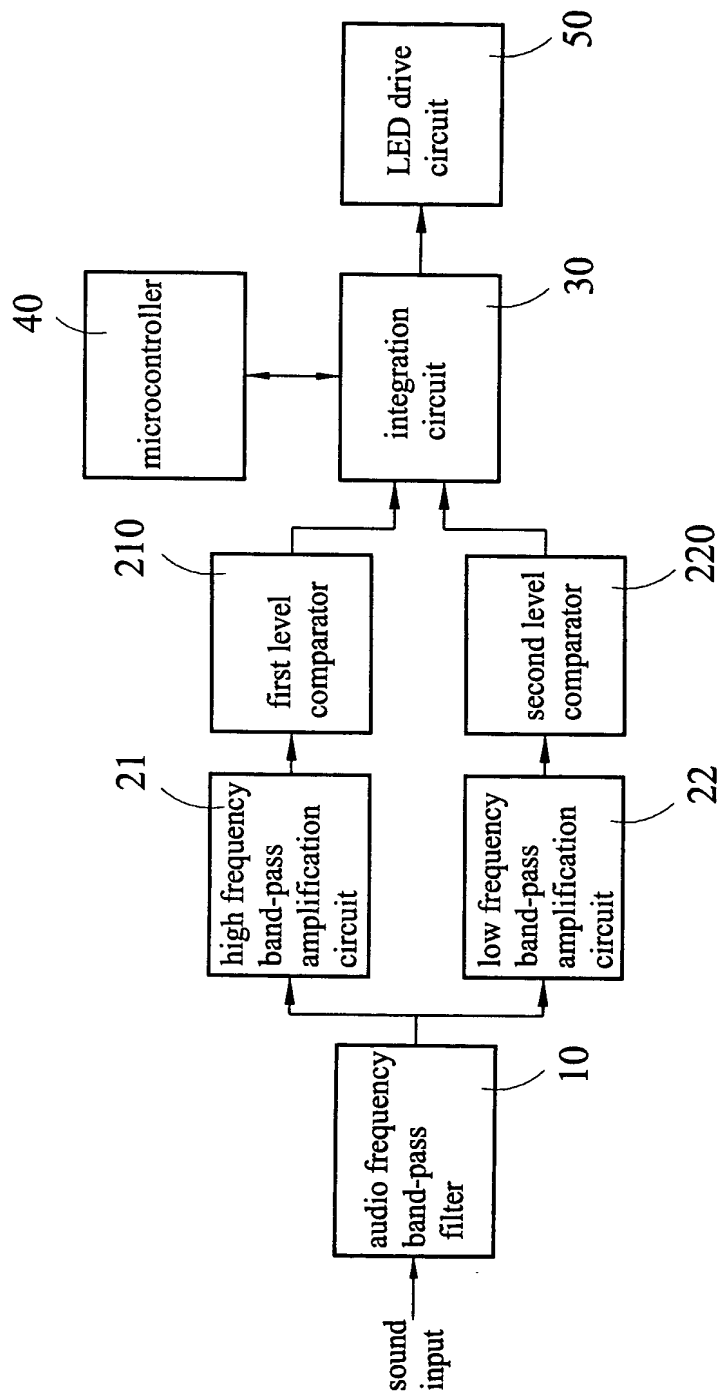 sound
input
audio frequency
band-pass
filter
10
high frequency
band-pass
amplification
circuit
21
first level
comparator
210
low frequency
band-pass
amplification
circuit
22
second level
comparator
220
integration
circuit
30
microcontroller
40
LED drive
circuit
50